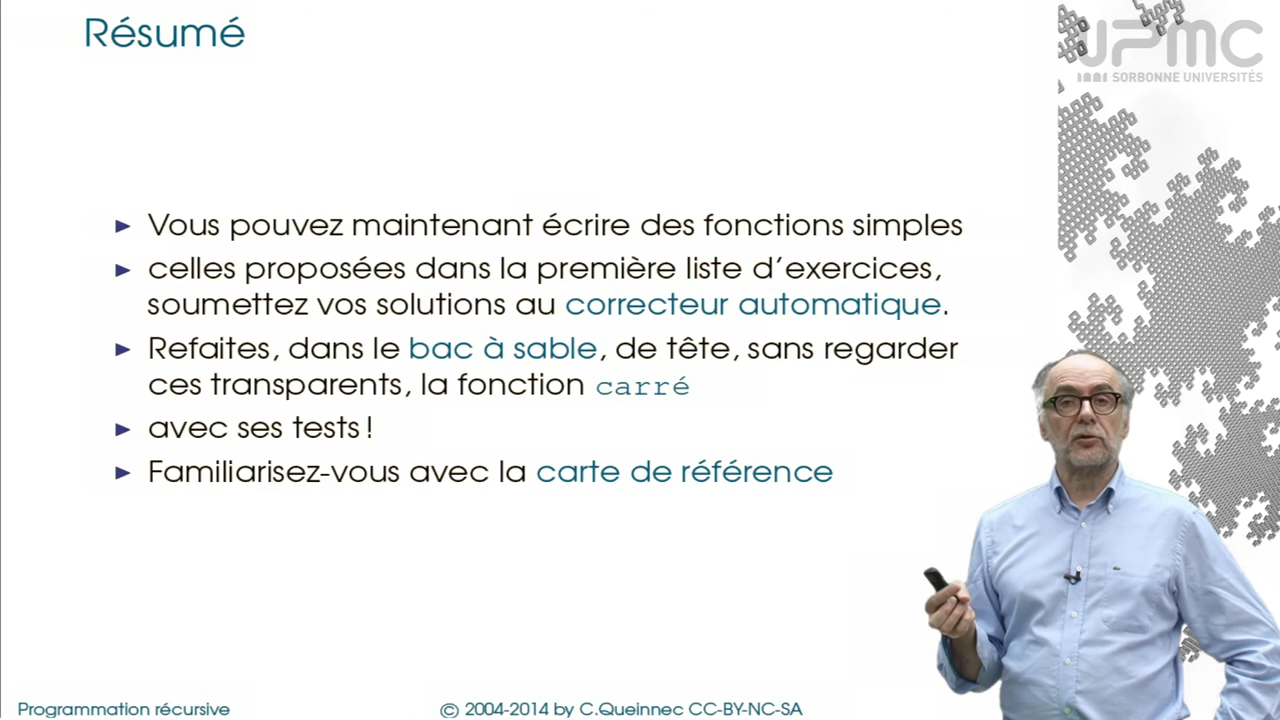 Résumé
UPMC
SORBONNE UNIVERSITÉS
► Vous pouvez maintenant écrire des fonctions simples
► celles proposées dans la première liste d'exercices,
soumettez vos solutions au correcteur automatique.
► Refaites, dans le bac à sable, de tête, sans regarder
ces transparents, la fonction carré
► avec ses tests !
► Familiarisez-vous avec la carte de référence
Programmation récursive
© 2004-2014 by C.Queinnec CC-BY-NC-SA